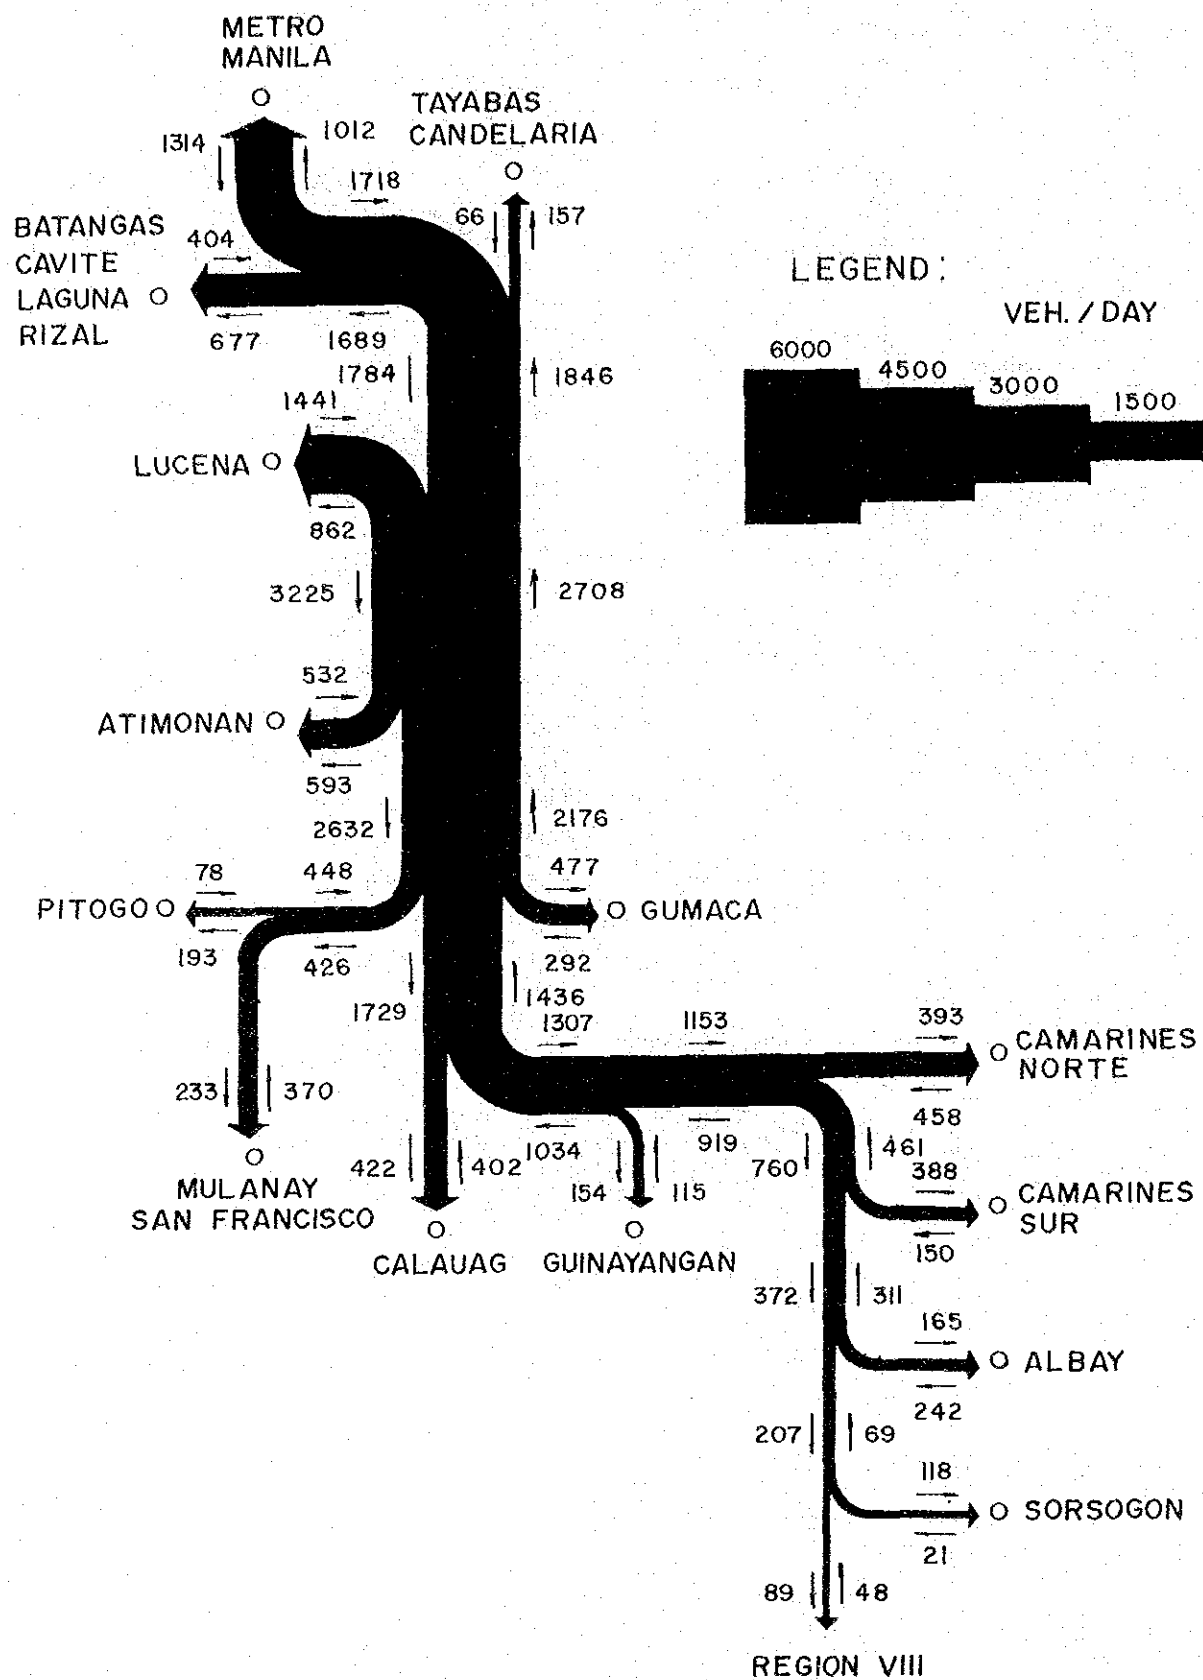 METRO
MANILA
TAYABAS
CANDELARIA
1314
1012
1718
66
157
BATANGAS
CAVITE
LAGUNA
RIZAL
404
677
1689
LEGEND:
VEH. / DAY
6000
4500
3000
1500
1784
1846
1441
LUCENA
862
3225
2708
532
ATIMONAN
593
2632
2176
78
448
477
PITOGO
GUMACA
193
426
292
1729
1436
1307
1153
393
CAMARINES
NORTE
233
370
458
1034
919
760
461
422
402
154
115
388
MULANAY
SAN FRANCISCO
CAMARINES
SUR
150
CALAUAG
GUINAYANGAN
372
311
165
ALBAY
242
207
69
118
SORSOGON
21
89
48
REGION VIII